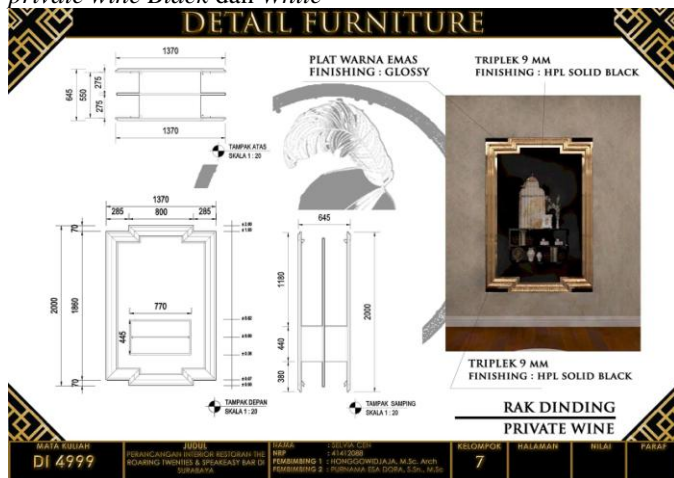 private wine Black dan White
DETAIL FURNITURE
1370
645
550
275
275
1370
TAMPAK ATAS
SKALA 1 : 20
PLAT WARNA EMAS
FINISHING : GLOSSY
TRIPLEK 9 MM
FINISHING : HPL SOLID BLACK
1370
285 800 285
70
2000
1860
70
770
445
TAMPAK DEPAN
SKALA 1 : 20
645
1180
440
380
2000
TAMPAK SAMPING
SKALA 1 : 20
TRIPLEK 9 MM
FINISHING : HPL SOLID BLACK
RAK DINDING
PRIVATE WINE
MATA KULIAH
DI 4999
JUDUL
PERANCANGAN INTERIOR RESTORAN THE
ROARING TWENTIES & SPEAKEASY BAR DI
SURABAYA
NAMA : SELVIA CEN
NRP : 41412088
PEMBIMBING 1 : HONGGOWIDJAJA, M.Sc. Arch
PEMBIMBING 2 : PURNAMA ESA DORA, S.Sn., M.Sc
KELOMPOK
7
HALAMAN
NILAI
PARAF